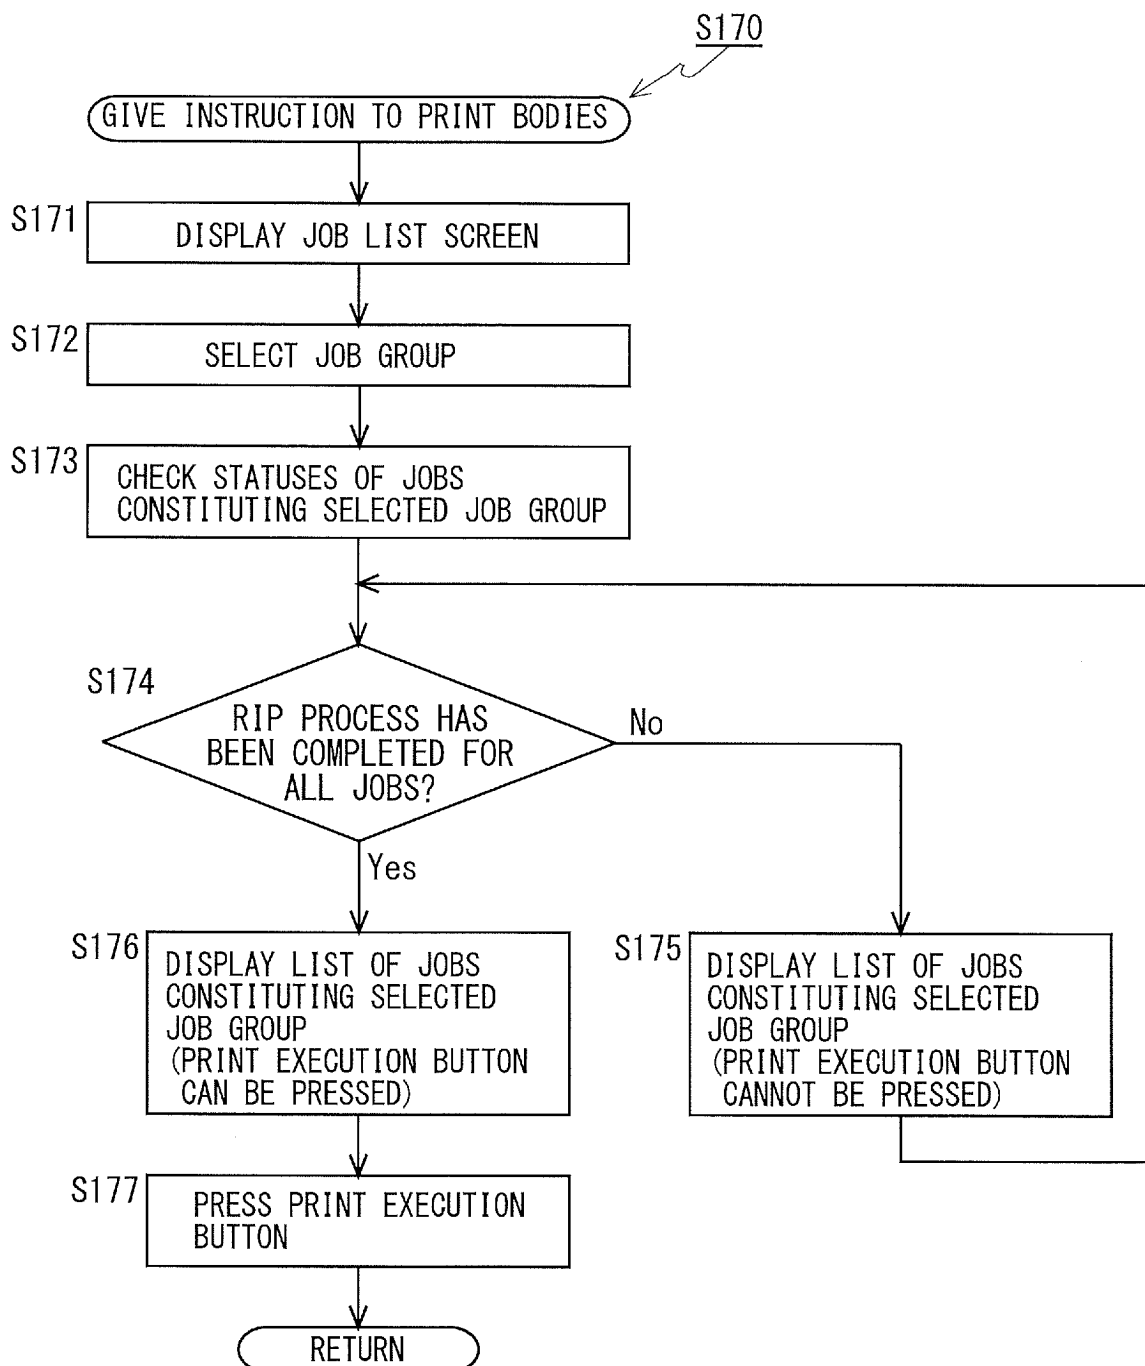 S170
GIVE INSTRUCTION TO PRINT BODIES
S171
DISPLAY JOB LIST SCREEN
S172
SELECT JOB GROUP
S173
CHECK STATUSES OF JOBS
CONSTITUTING SELECTED JOB GROUP
S174
RIP PROCESS HAS
BEEN COMPLETED FOR
ALL JOBS?
No
Yes
S176
DISPLAY LIST OF JOBS
CONSTITUTING SELECTED
JOB GROUP
(PRINT EXECUTION BUTTON
CAN BE PRESSED)
S175
DISPLAY LIST OF JOBS
CONSTITUTING SELECTED
JOB GROUP
(PRINT EXECUTION BUTTON
CANNOT BE PRESSED)
S177
PRESS PRINT EXECUTION
BUTTON
RETURN